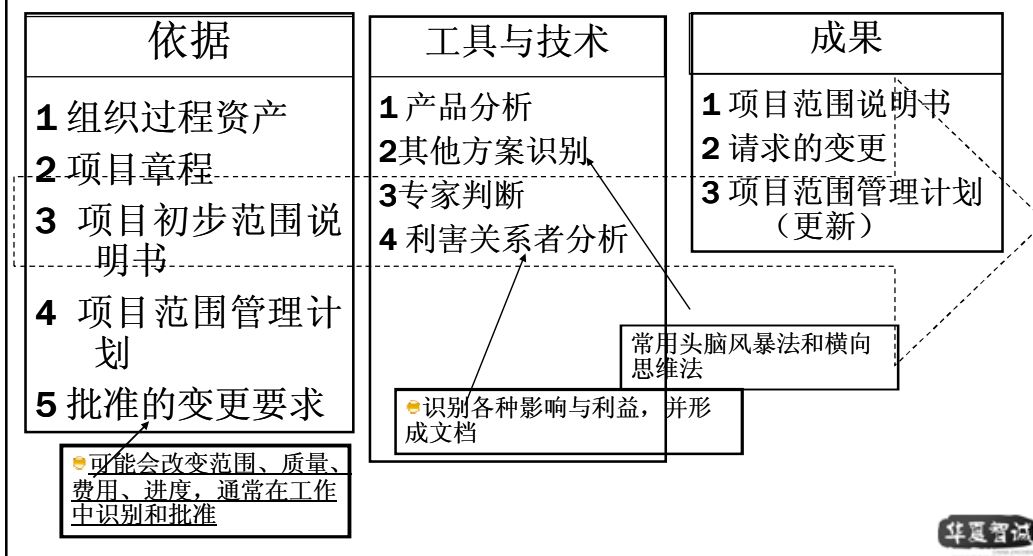 依据
1 组织过程资产
2 项目章程
3 项目初步范围说
明书
4 项目范围管理计
划
5 批准的变更要求
可能会改变范围、质量、
费用、进度，通常在工作
中识别和批准
工具与技术
1 产品分析
2其他方案识别
3专家判断
4 利害关系者分析
常用头脑风暴法和横向
思维法
识别各种影响与利益，并形
成文档
成果
1 项目范围说明书
2 请求的变更
3 项目范围管理计划
（更新）
华夏智诚